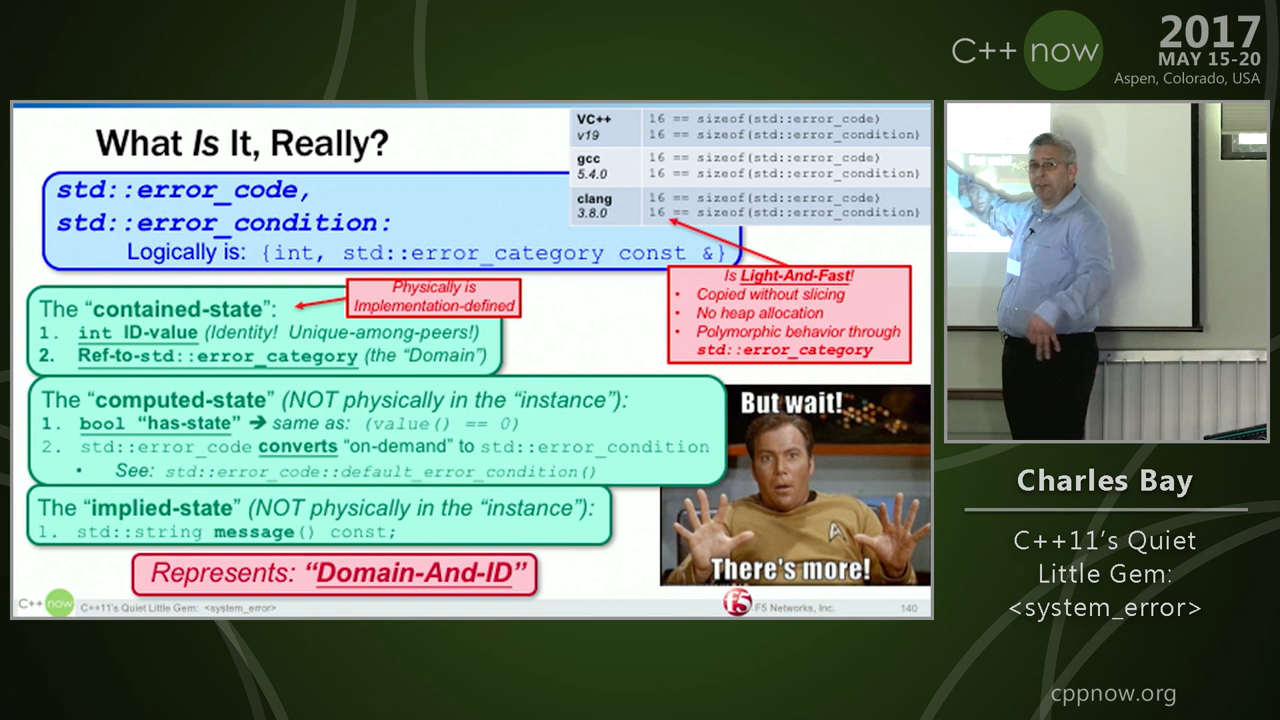 C++ now
2017
MAY 15-20
Aspen, Colorado, USA
What Is It, Really?
VC++ 16 == sizeof(std::error_code)
v19 16 == sizeof(std::error_condition)
gcc 16 == sizeof(std::error_code)
5.4.0 16 == sizeof(std::error_condition)
clang 16 == sizeof(std::error_code)
3.8.0 16 == sizeof(std::error_condition)
std::error_code,
std::error_condition:
Logically is: {int, std::error_category const &}
Is Light-And-Fast!
• Copied without slicing
• No heap allocation
• Polymorphic behavior through
std::error_category
Physically is
Implementation-defined
The “contained-state”:
1. int ID-value (Identity! Unique-among-peers!)
2. Ref-to-std::error_category (the “Domain”)
The “computed-state” (NOT physically in the “instance”):
1. bool “has-state” ➔ same as: (value() == 0)
2. std::error_code converts “on-demand” to std::error_condition
• See: std::error_code::default_error_condition()
The “implied-state” (NOT physically in the “instance”):
1. std::string message() const;
But wait!
There's more!
Represents: “Domain-And-ID”
C++ now C++11's Quiet Little Gem: <system_error> f5 F5 Networks, Inc. 140
But wait!
Charles Bay
C++11’s Quiet
Little Gem:
<system_error>
cppnow.org